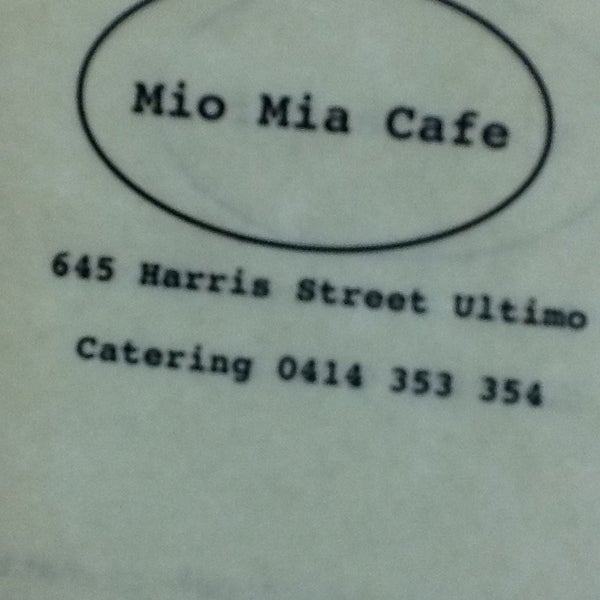 Mio Mia Cafe
645 Harris Street Ultimo
Catering 0414 353 354